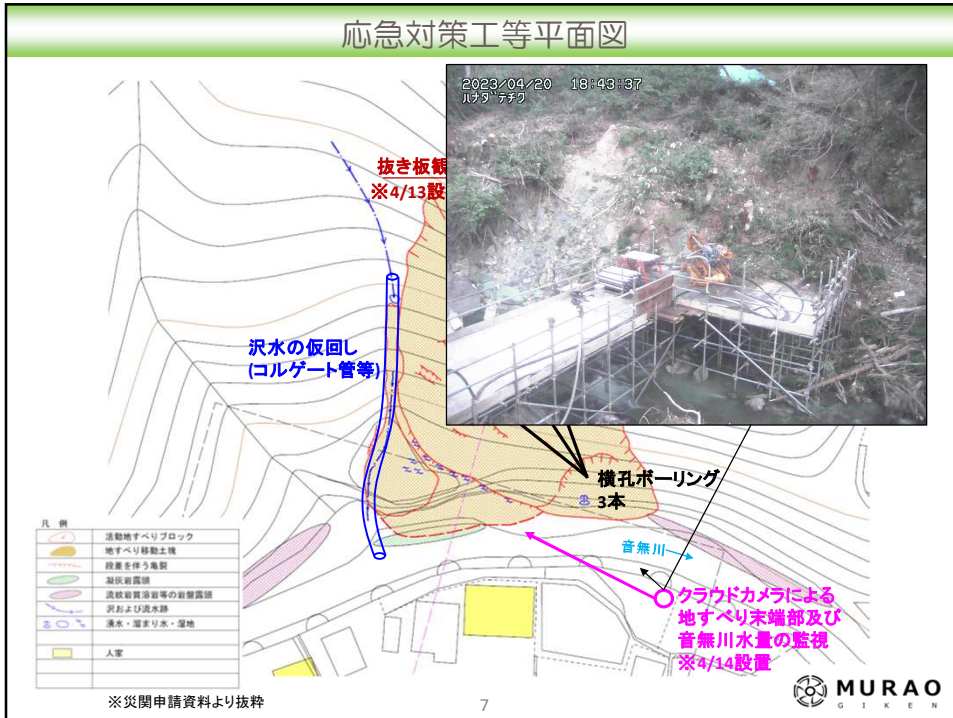 応急対策工等平面図
2023/04/20 18:43:37
ハナダテチク
抜き板観
※4/13設
沢水の仮回し
(コルゲート管等)
横孔ボーリング
3本
音無川
クラウドカメラによる
地すべり末端部及び
音無川水量の監視
※4/14設置
凡 例
活動地すべりブロック
地すべり移動土塊
段差を伴う亀裂
凝灰岩露頭
流紋岩質溶岩等の岩盤露頭
沢および流水跡
湧水・溜まり水・湿地
人家
※災関申請資料より抜粋
7
MURAO
GIKEN